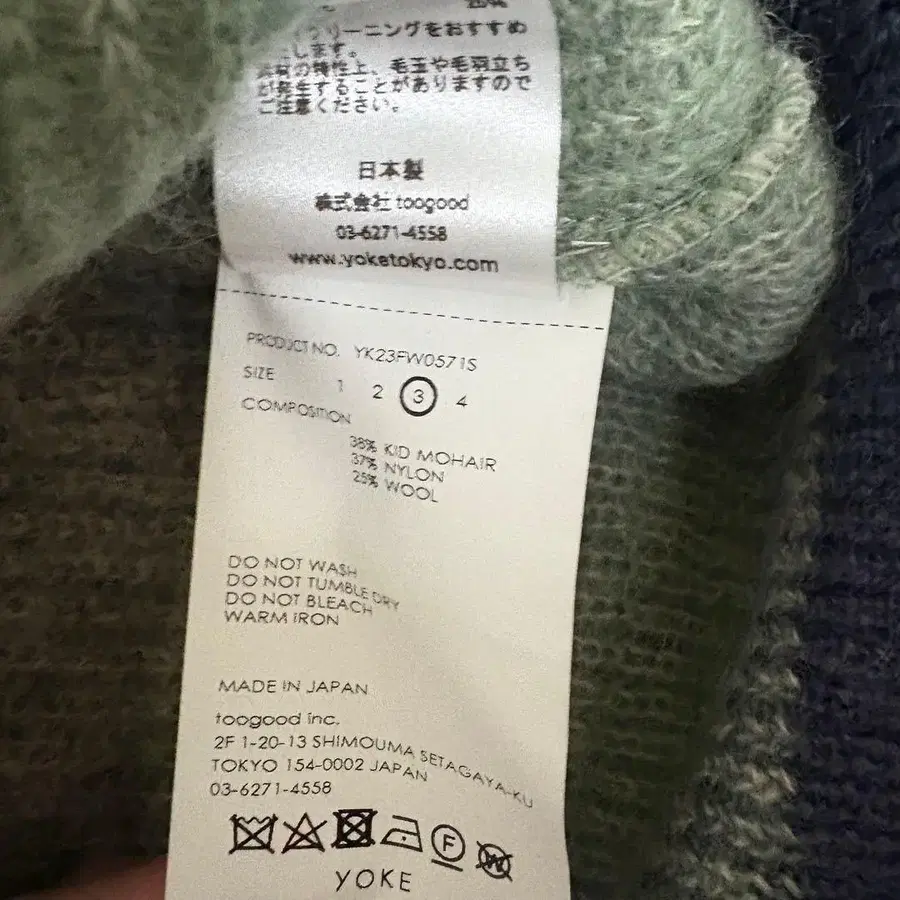 リーニングをおすすめ
します。
の特性上、毛玉や毛羽立ち
が発生することがありますので
ご注意ください。
日本製
株式会社 toogood
03-6271-4558
www.yoketokyo.com
PRODUCT NO. YK23FW0571S
SIZE 1 2 3 4
COMPOSITION
38% KID MOHAIR
37% NYLON
25% WOOL
DO NOT WASH
DO NOT TUMBLE DRY
DO NOT BLEACH
WARM IRON
MADE IN JAPAN
toogood inc.
2F 1-20-13 SHIMOUMA SETAGAYA-KU
TOKYO 154-0002 JAPAN
03-6271-4558
F W
YOKE